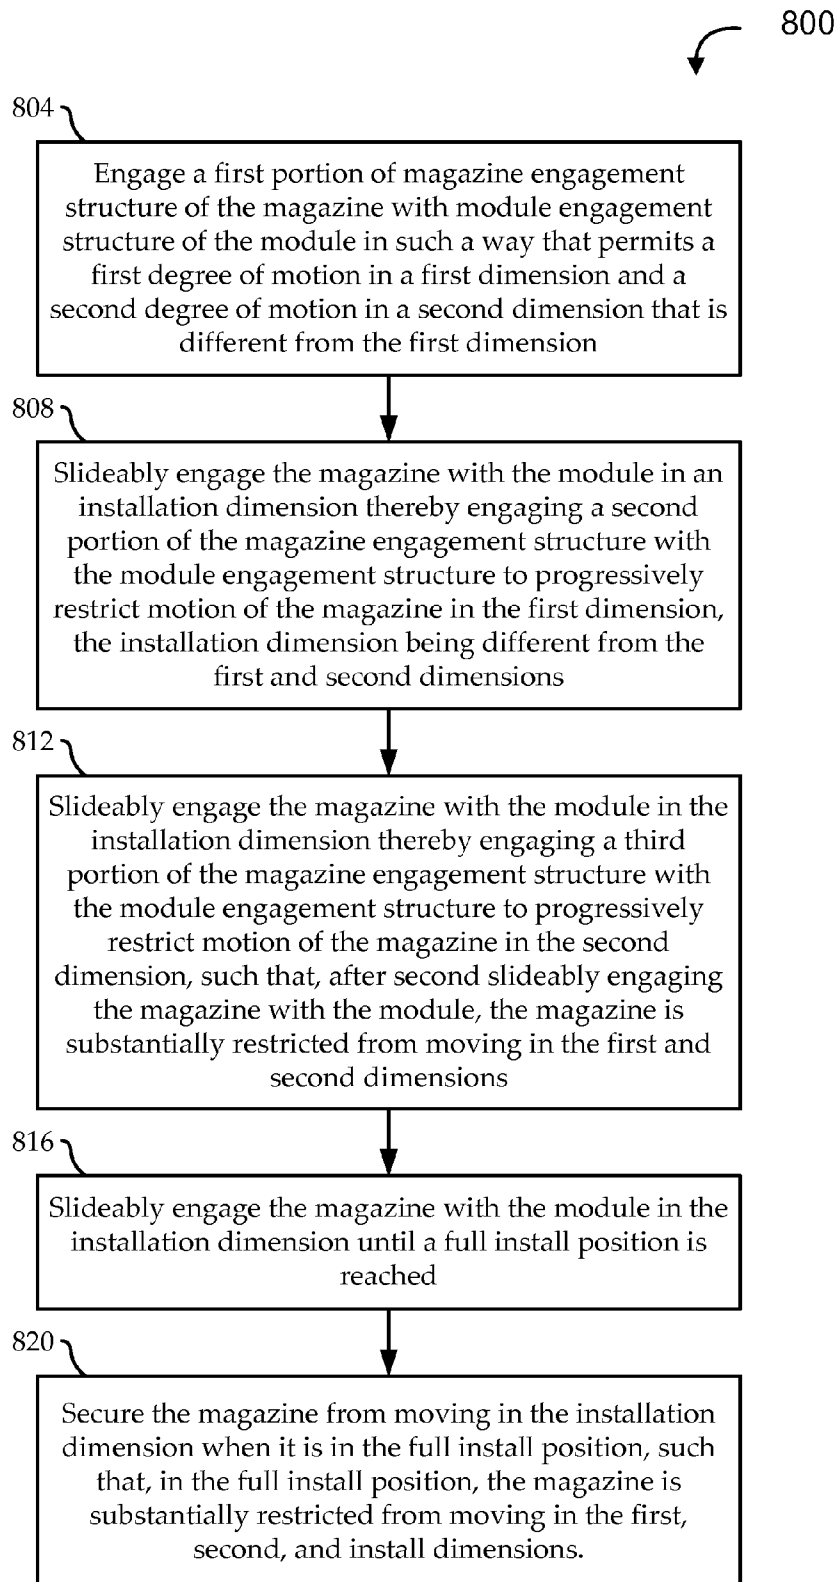 800
804
Engage a first portion of magazine engagement
structure of the magazine with module engagement
structure of the module in such a way that permits a
first degree of motion in a first dimension and a
second degree of motion in a second dimension that is
different from the first dimension
808
Slideably engage the magazine with the module in an
installation dimension thereby engaging a second
portion of the magazine engagement structure with
the module engagement structure to progressively
restrict motion of the magazine in the first dimension,
the installation dimension being different from the
first and second dimensions
812
Slideably engage the magazine with the module in the
installation dimension thereby engaging a third
portion of the magazine engagement structure with
the module engagement structure to progressively
restrict motion of the magazine in the second
dimension, such that, after second slideably engaging
the magazine with the module, the magazine is
substantially restricted from moving in the first and
second dimensions
816
Slideably engage the magazine with the module in the
installation dimension until a full install position is
reached
820
Secure the magazine from moving in the installation
dimension when it is in the full install position, such
that, in the full install position, the magazine is
substantially restricted from moving in the first,
second, and install dimensions.